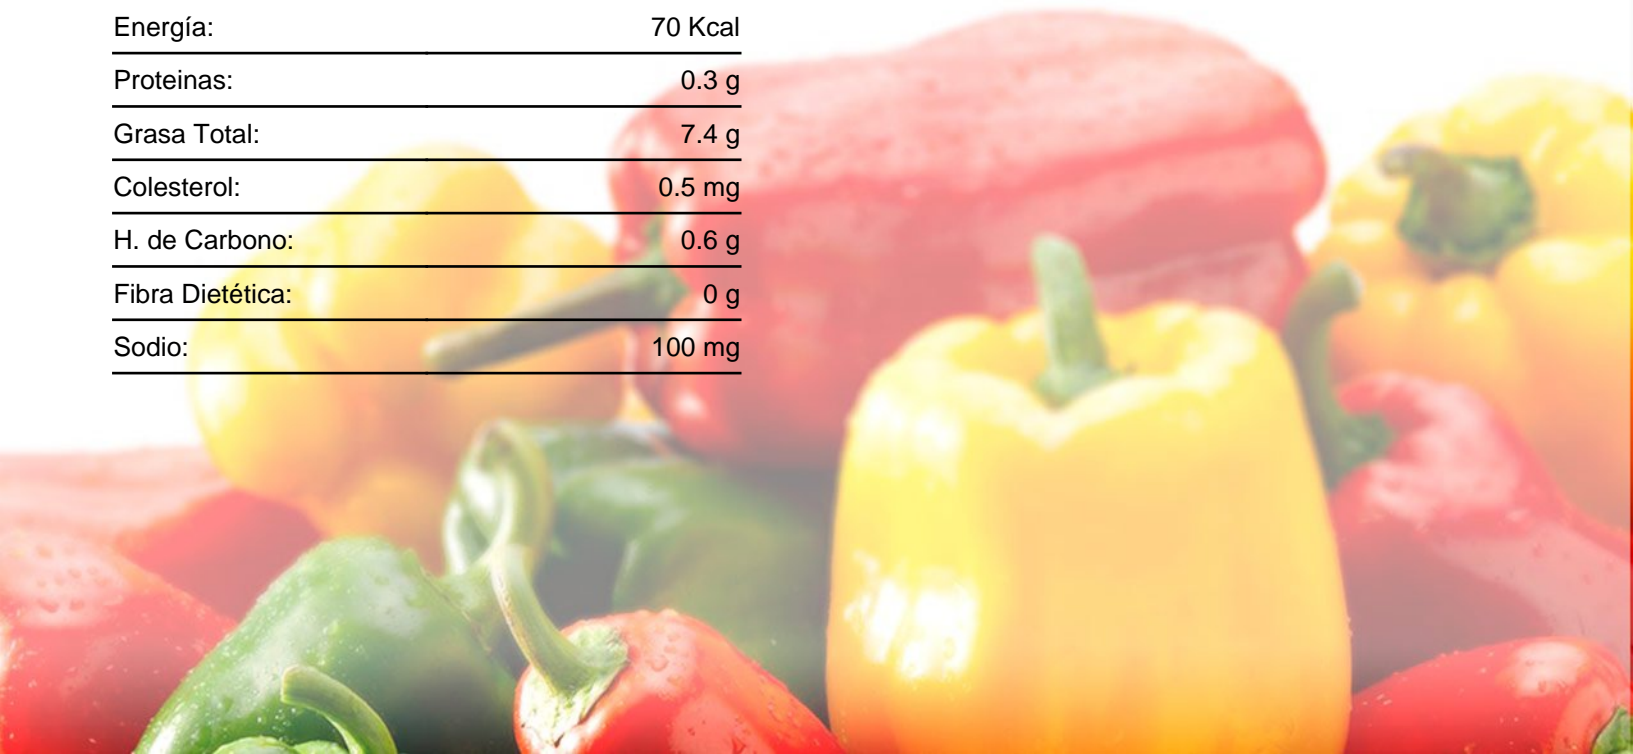 Energía: 70 Kcal
Proteinas: 0.3 g
Grasa Total: 7.4 g
Colesterol: 0.5 mg
H. de Carbono: 0.6 g
Fibra Dietética: 0 g
Sodio: 100 mg